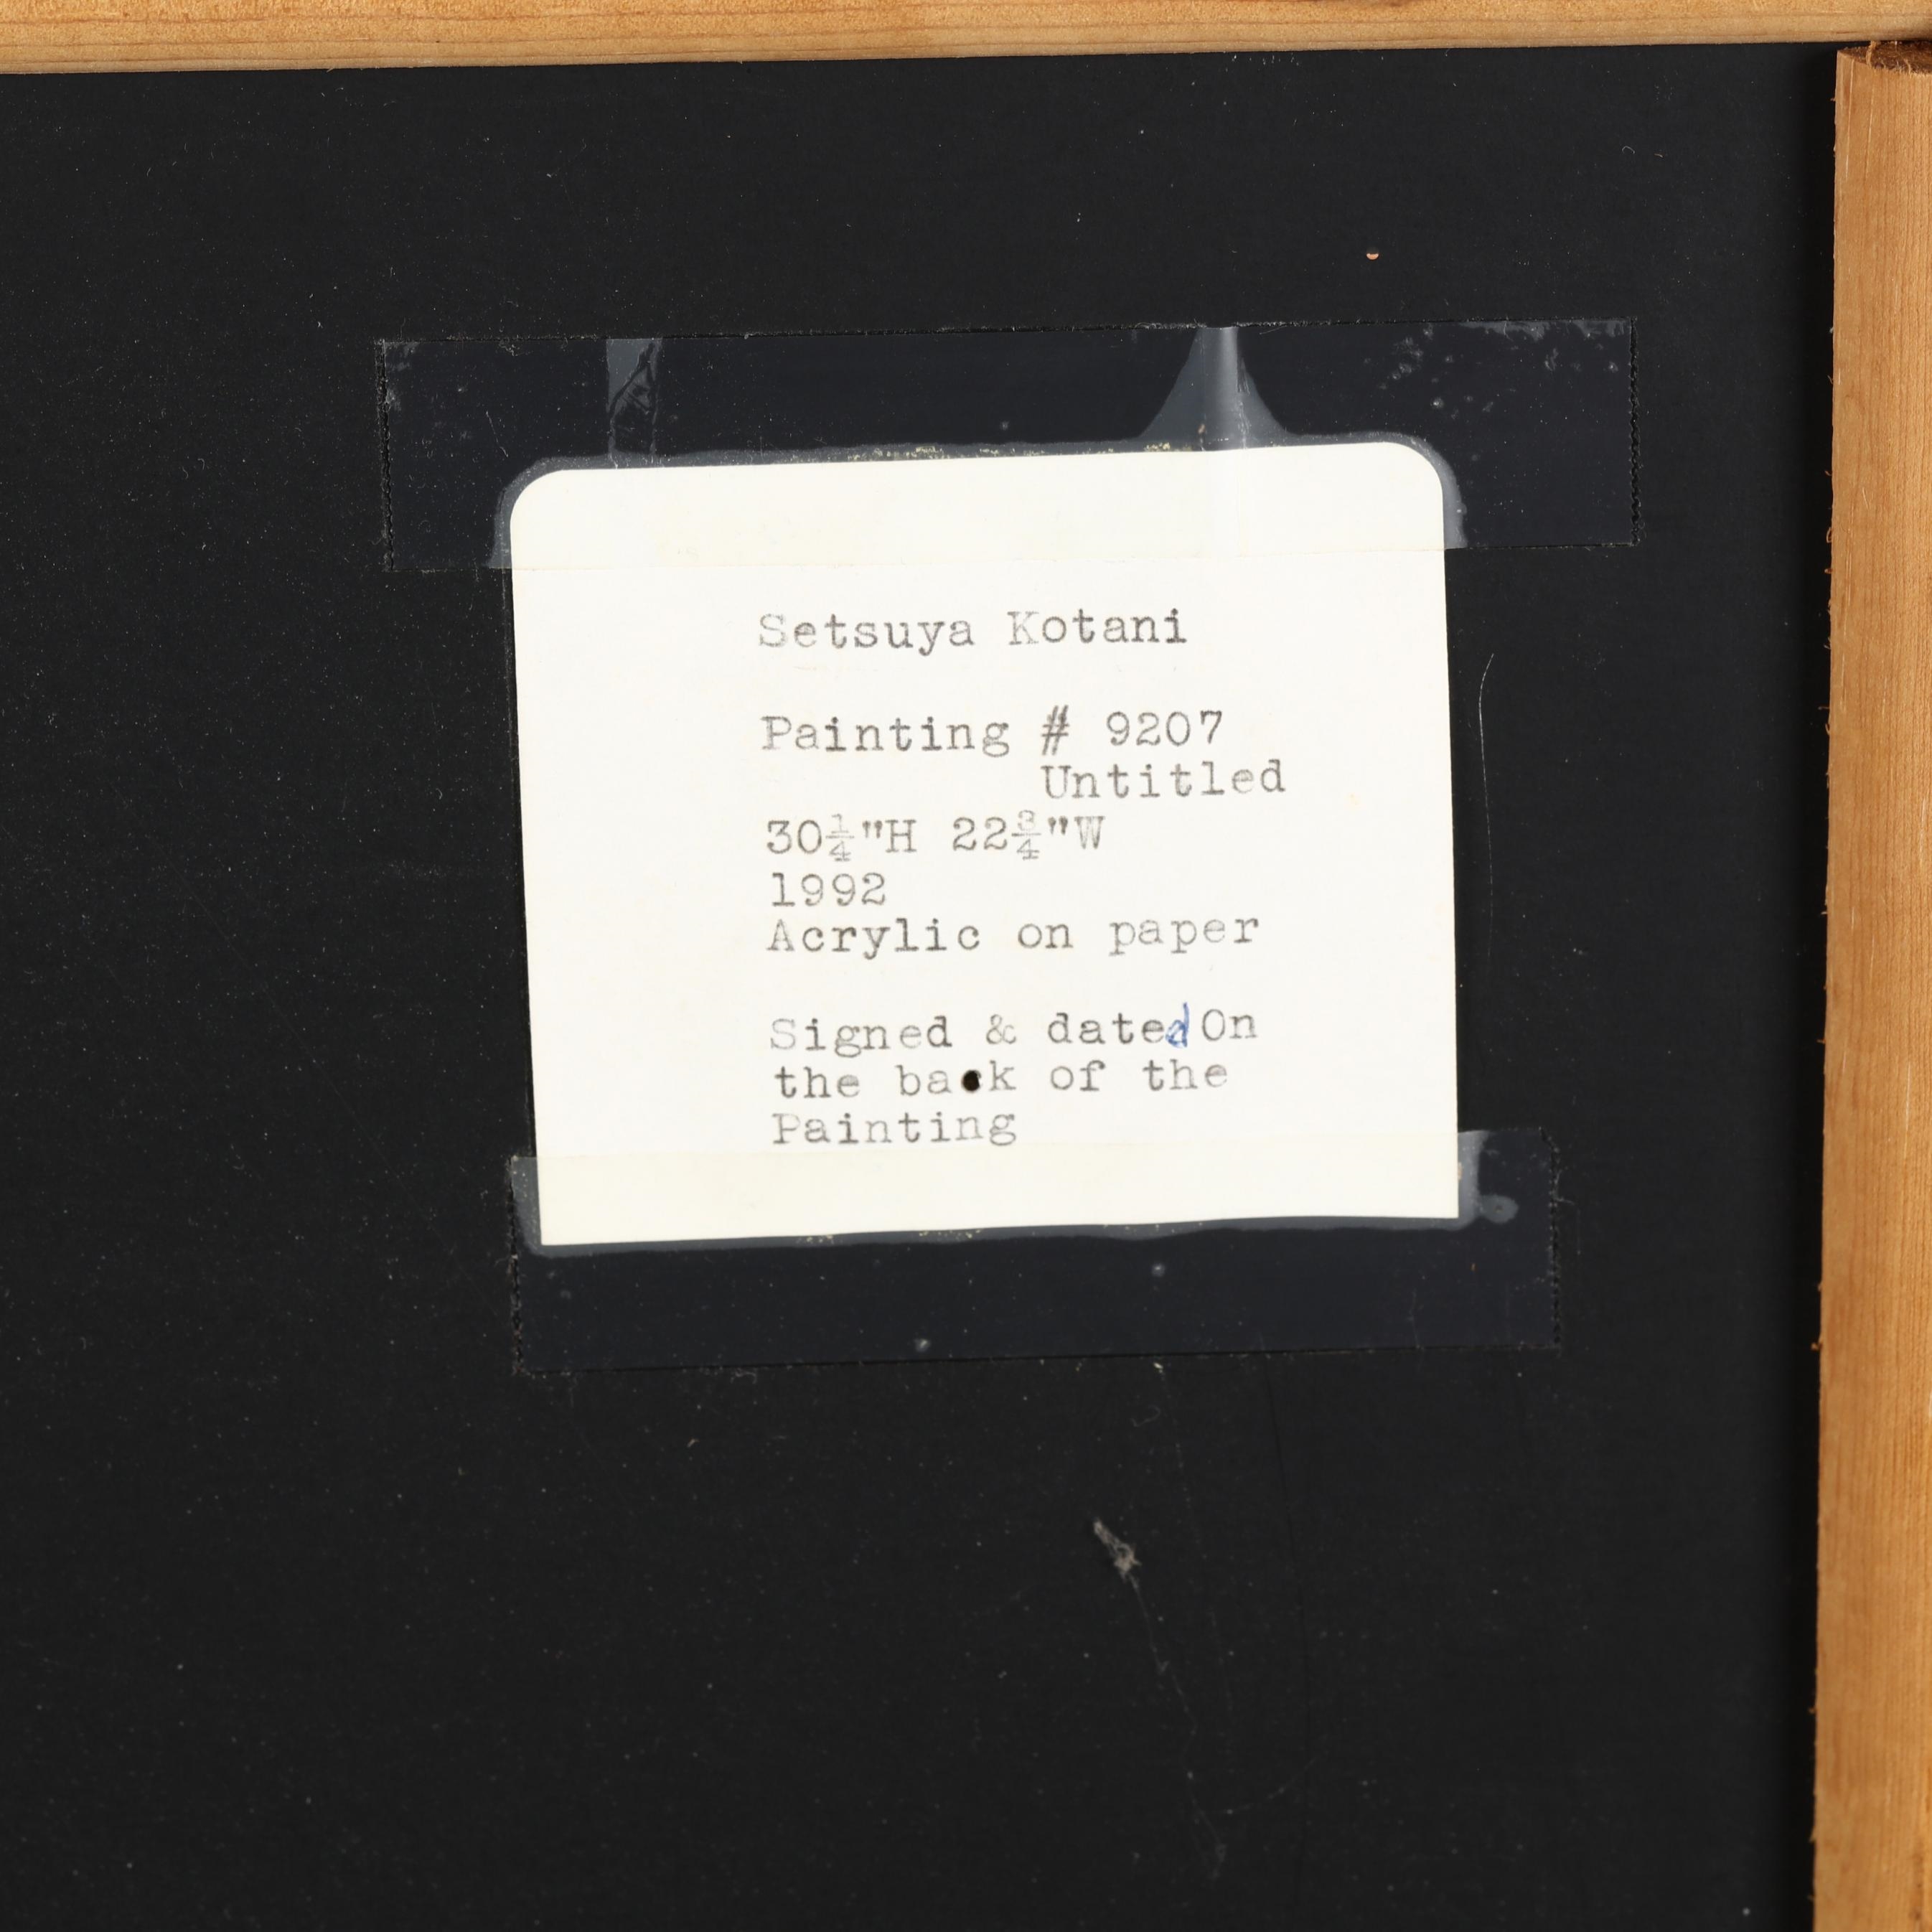 Setsuya Kotani
Painting # 9207
Untitled
30¼"H 22¾"W
1992
Acrylic on paper
Signed & dated On
the back of the
Painting